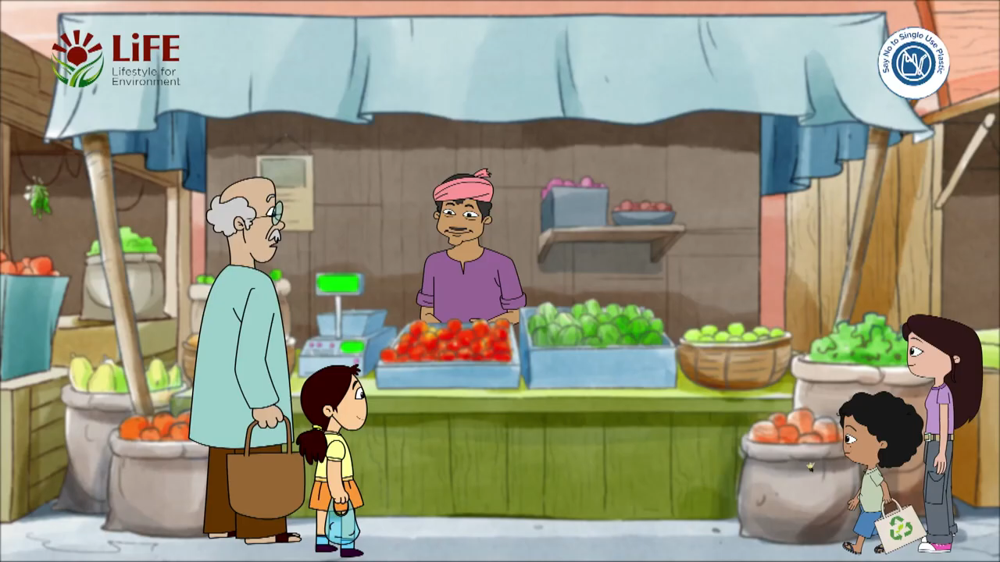 LiFE
Lifestyle for
Environment
Say No to Single Use Plastic